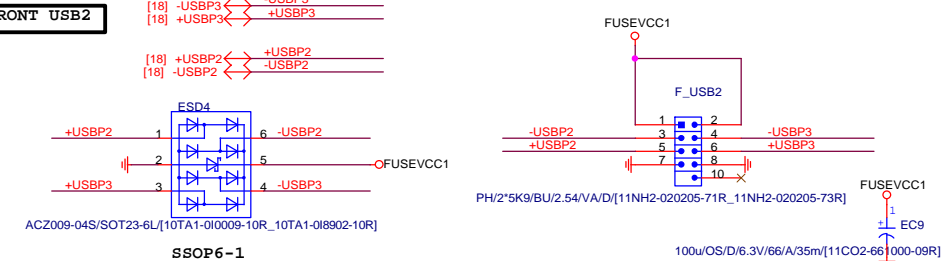 RONT USB2
[18] -USBP3 -USBP3
[18] +USBP3 +USBP3
[18] +USBP2 +USBP2
[18] -USBP2 -USBP2
ESD4
+USBP2 1 6 -USBP2
2 5 FUSEVCC1
+USBP3 3 4 -USBP3
ACZ009-04S/SOT23-6L/[10TA1-0I0009-10R_10TA1-0I8902-10R]
SSOP6-1
FUSEVCC1
F_USB2
1 2
-USBP2 3 4 -USBP3
+USBP2 5 6 +USBP3
7 8
10
PH/2*5K9/BU/2.54/VA/D/[11NH2-020205-71R_11NH2-020205-73R]
FUSEVCC1
1
+ EC9
100u/OS/D/6.3V/66/A/35m/[11CO2-661000-09R]